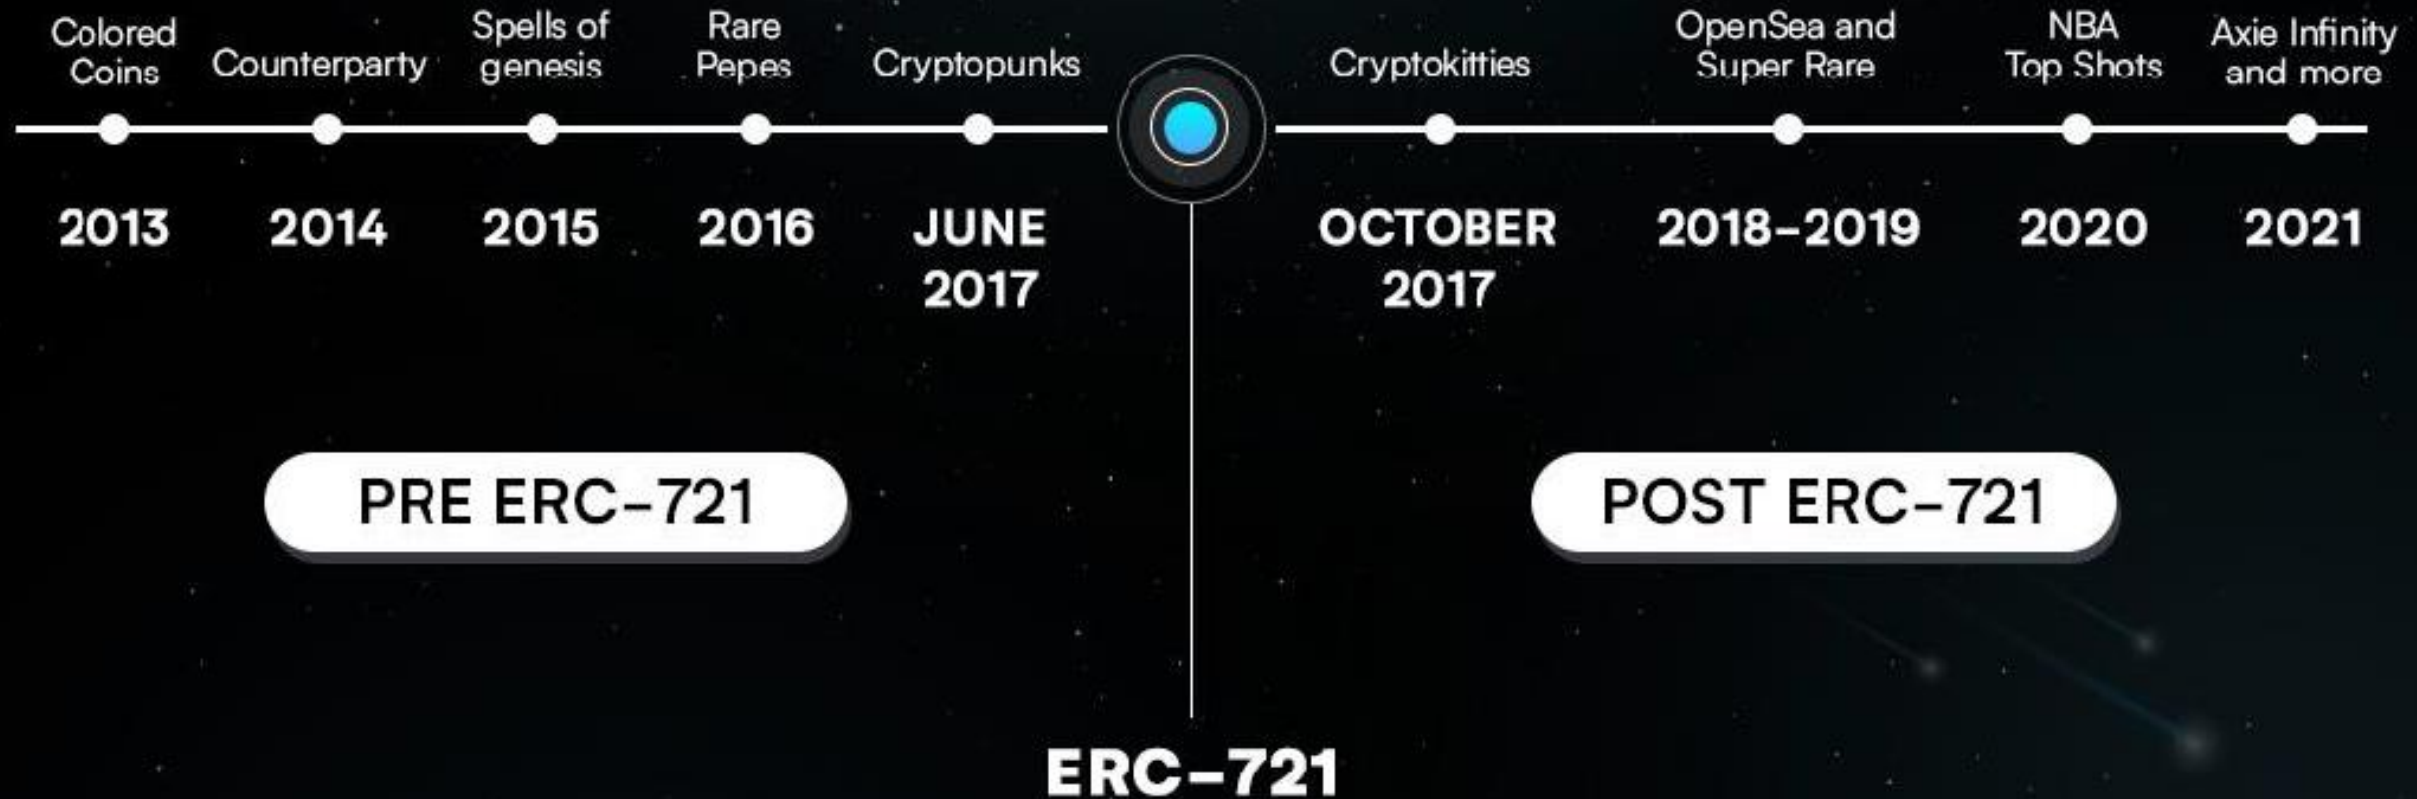 Colored
Coins
Counterparty
Spells of
genesis
Rare
Pepes
Cryptopunks
Cryptokitties
OpenSea and
Super Rare
NBA
Top Shots
Axie Infinity
and more
2013
2014
2015
2016
JUNE
2017
OCTOBER
2017
2018–2019
2020
2021
PRE ERC–721
POST ERC–721
ERC–721